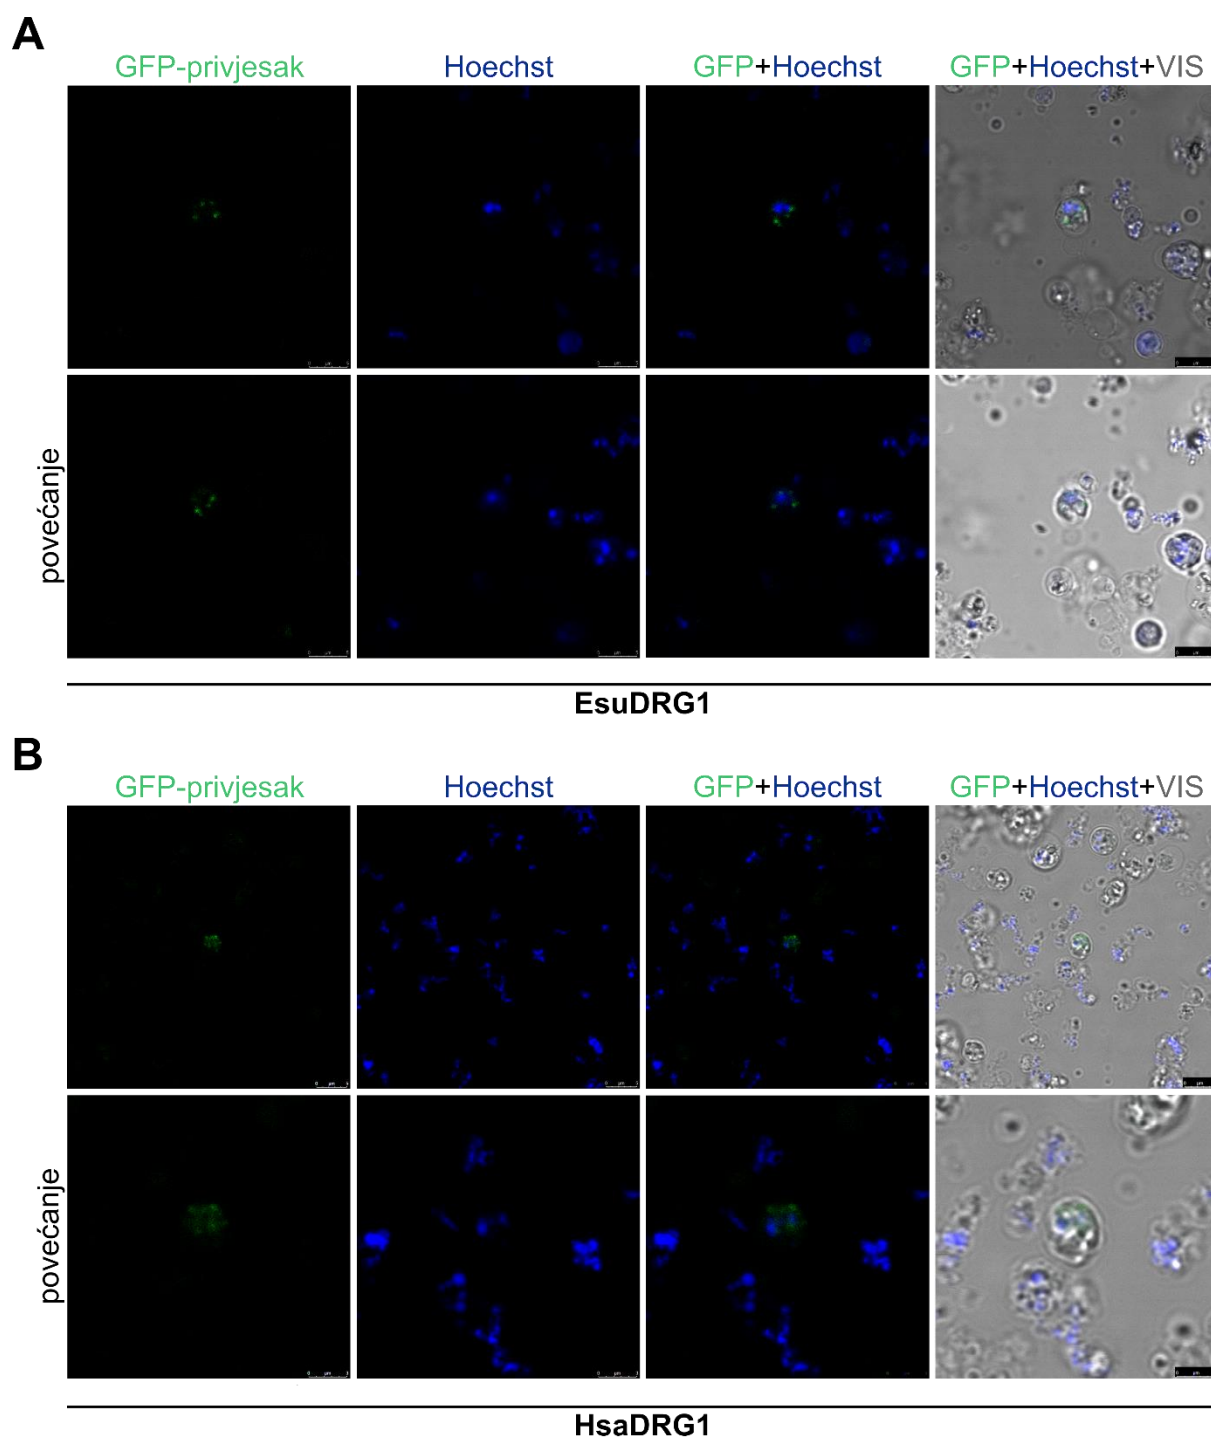 A
GFP-privjesak Hoechst GFP+Hoechst GFP+Hoechst+VIS
povećanje
EsuDRG1
B
GFP-privjesak Hoechst GFP+Hoechst GFP+Hoechst+VIS
povećanje
HsaDRG1